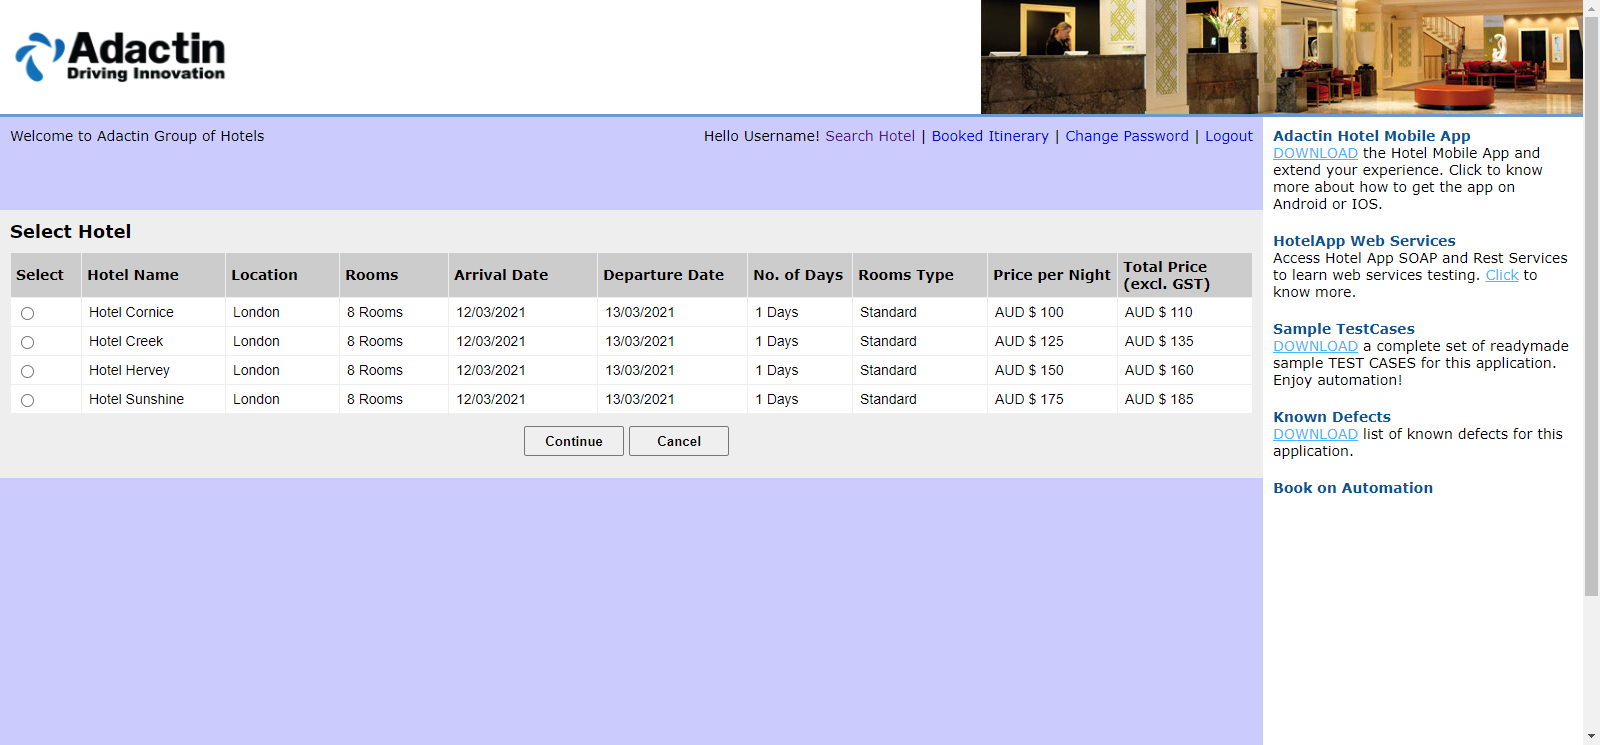 Adactin
Driving Innovation
Welcome to Adactin Group of Hotels
Hello Username! Search Hotel | Booked Itinerary | Change Password | Logout
Select Hotel
Select Hotel Name Location Rooms Arrival Date Departure Date No. of Days Rooms Type Price per Night Total Price (excl. GST)
Hotel Cornice London 8 Rooms 12/03/2021 13/03/2021 1 Days Standard AUD $ 100 AUD $ 110
Hotel Creek London 8 Rooms 12/03/2021 13/03/2021 1 Days Standard AUD $ 125 AUD $ 135
Hotel Hervey London 8 Rooms 12/03/2021 13/03/2021 1 Days Standard AUD $ 150 AUD $ 160
Hotel Sunshine London 8 Rooms 12/03/2021 13/03/2021 1 Days Standard AUD $ 175 AUD $ 185
Continue Cancel
Adactin Hotel Mobile App
DOWNLOAD the Hotel Mobile App and
extend your experience. Click to know
more about how to get the app on
Android or IOS.
HotelApp Web Services
Access Hotel App SOAP and Rest Services
to learn web services testing. Click to
know more.
Sample TestCases
DOWNLOAD a complete set of readymade
sample TEST CASES for this application.
Enjoy automation!
Known Defects
DOWNLOAD list of known defects for this
application.
Book on Automation